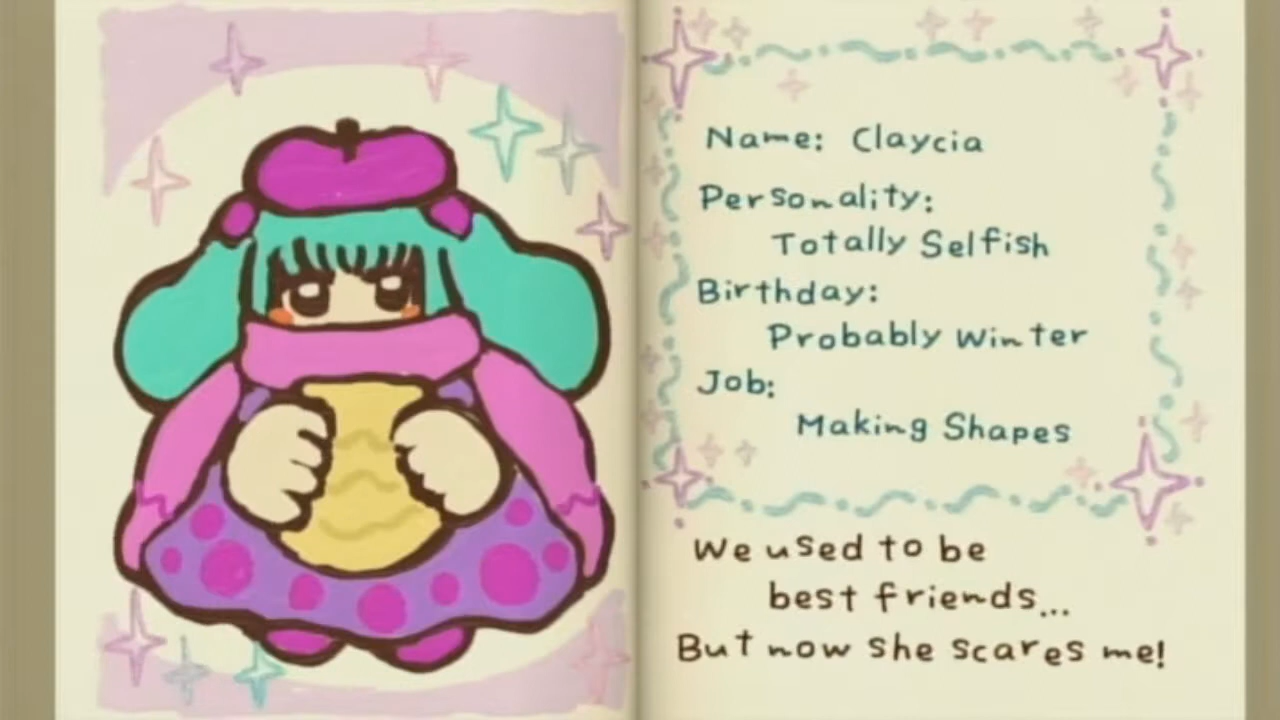 Name: Claycia
Personality:
Totally Selfish
Birthday:
Probably Winter
Job:
Making Shapes
We used to be
best friends...
But now she scares me!